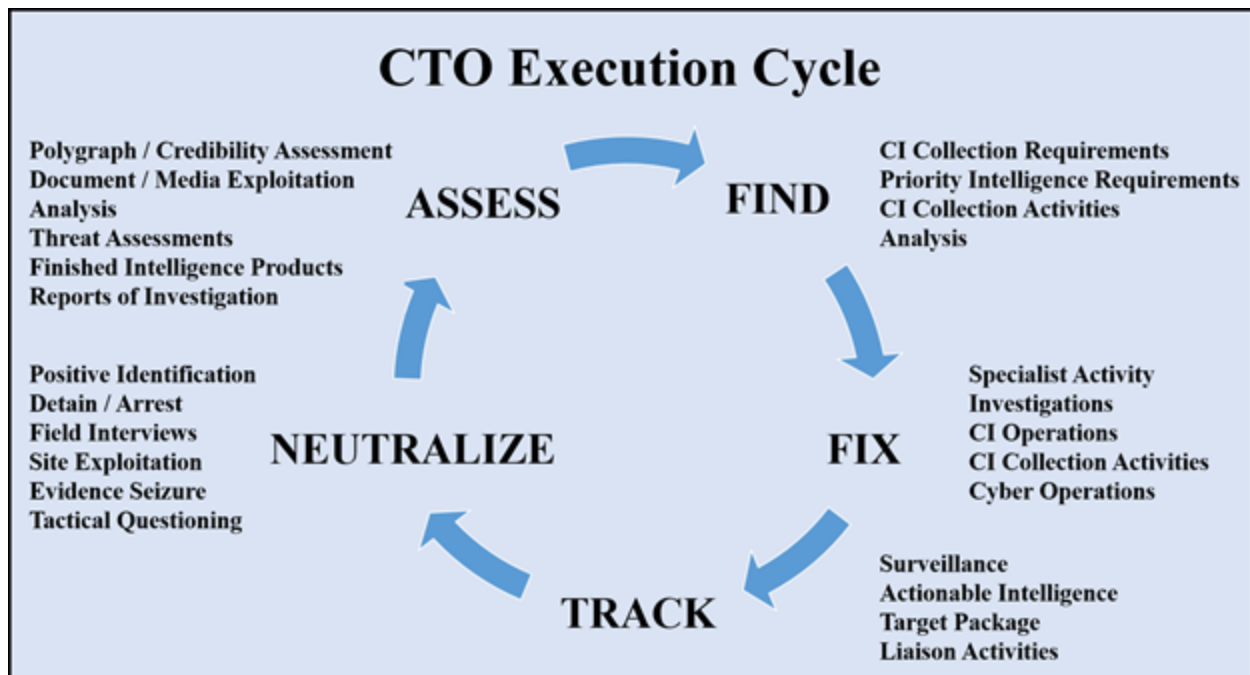 CTO Execution Cycle
ASSESS
Polygraph / Credibility Assessment
Document / Media Exploitation
Analysis
Threat Assessments
Finished Intelligence Products
Reports of Investigation
FIND
CI Collection Requirements
Priority Intelligence Requirements
CI Collection Activities
Analysis
FIX
Specialist Activity
Investigations
CI Operations
CI Collection Activities
Cyber Operations
TRACK
Surveillance
Actionable Intelligence
Target Package
Liaison Activities
NEUTRALIZE
Positive Identification
Detain / Arrest
Field Interviews
Site Exploitation
Evidence Seizure
Tactical Questioning